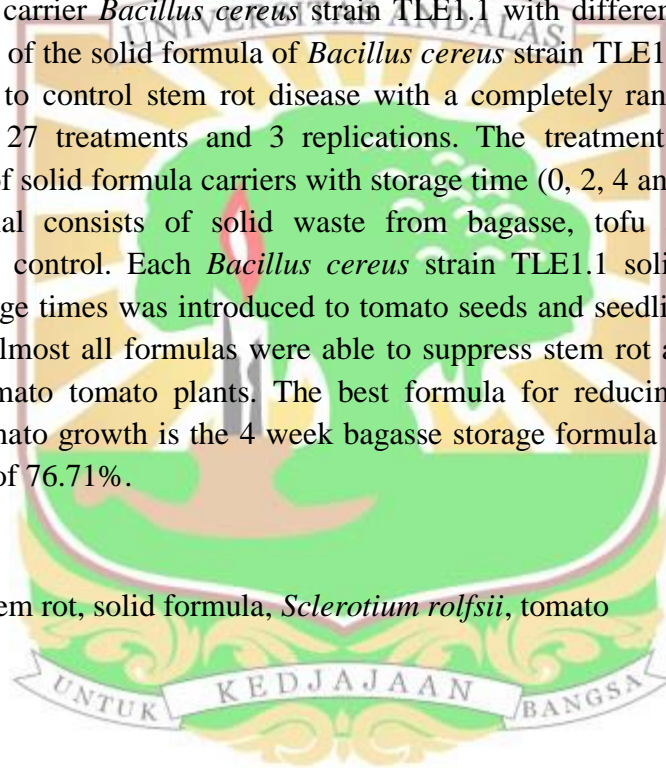 carrier Bacillus cereus strain TLE1.1 with differen
UNIVERSITAS ANDALAS
of the solid formula of Bacillus cereus strain TLE1
to control stem rot disease with a completely ran
27 treatments and 3 replications. The treatment
of solid formula carriers with storage time (0, 2, 4 an
al consists of solid waste from bagasse, tofu
control. Each Bacillus cereus strain TLE1.1 soli
ge times was introduced to tomato seeds and seedli
lmost all formulas were able to suppress stem rot a
mato tomato plants. The best formula for reducin
nato growth is the 4 week bagasse storage formula
of 76.71%.
em rot, solid formula, Sclerotium rolfsii, tomato
UNTUK KEDJAJAAN BANGSA